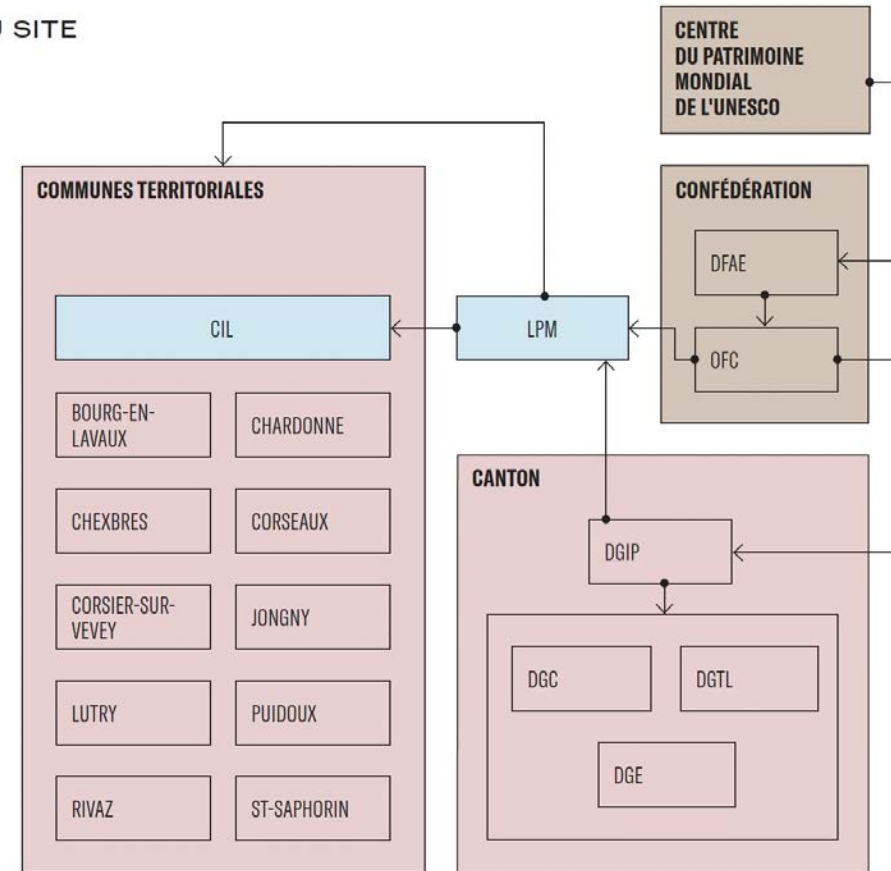 U SITE
CENTRE
DU PATRIMOINE
MONDIAL
DE L'UNESCO
COMMUNES TERRITORIALES
CONFÉDÉRATION
DFAE
CIL
LPM
OFC
BOURG-EN-
LAVAUX
CHARDONNE
CANTON
CHEXBRES
CORSEAUX
DGIP
CORSIER-SUR-
VEVEY
JONGNY
DGC
DGTL
LUTRY
PUIDOUX
DGE
RIVAZ
ST-SAPHORIN